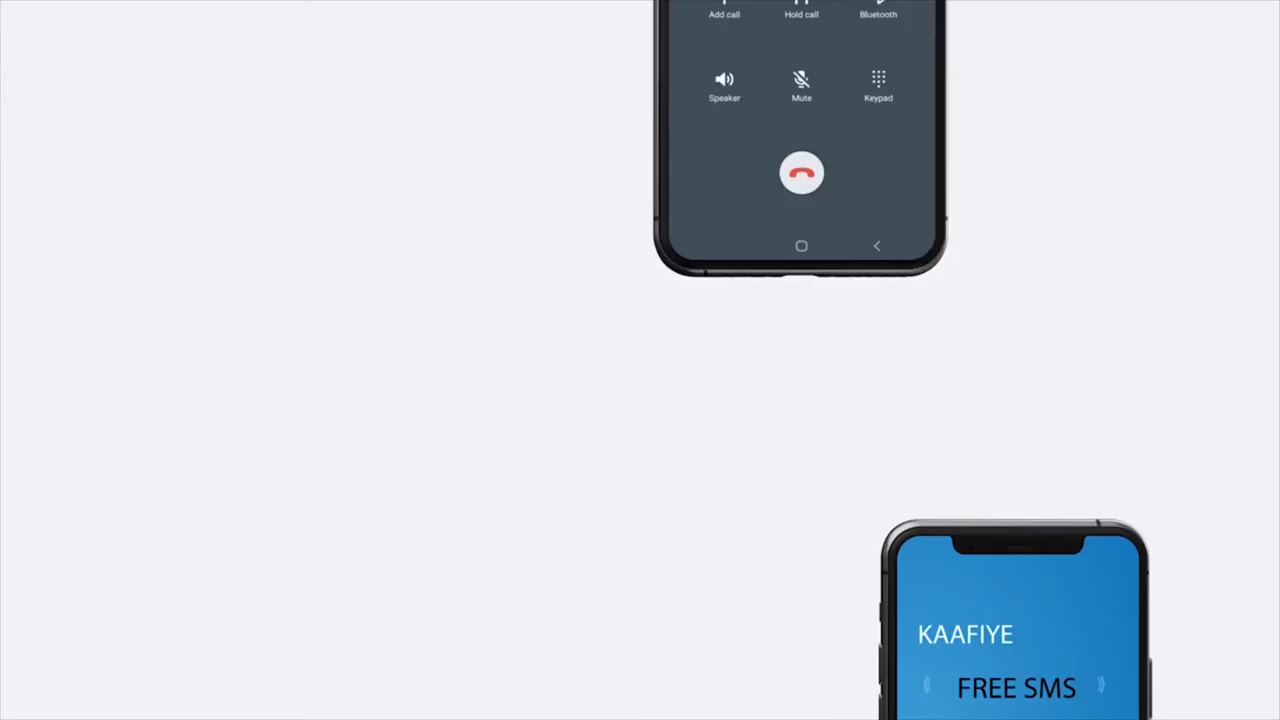 Add call Hold call Bluetooth
Speaker Mute Keypad
KAAFIYE
FREE SMS